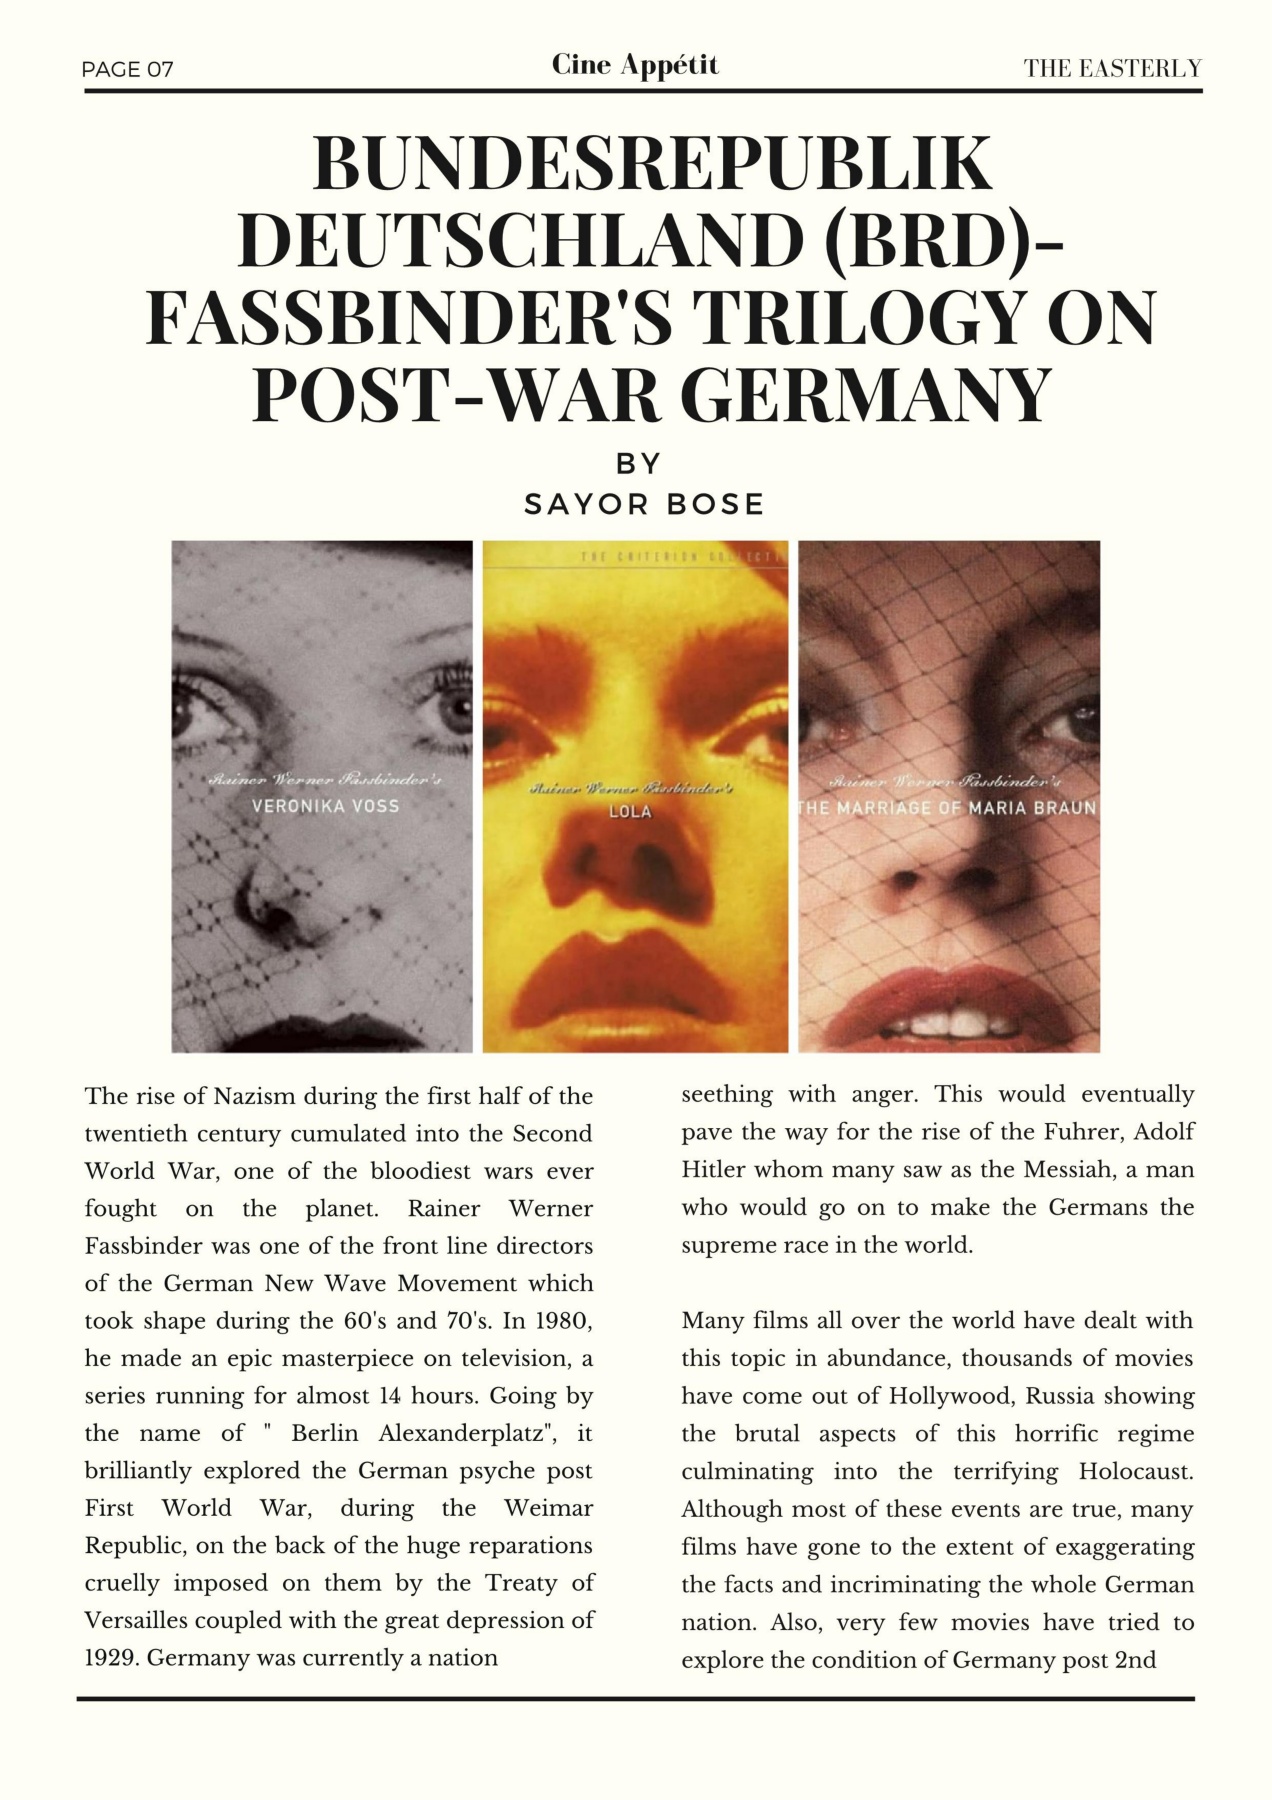 PAGE 07
Cine Appétit
THE EASTERLY
BUNDESREPUBLIK
DEUTSCHLAND (BRD)-
FASSBINDER'S TRILOGY ON
POST-WAR GERMANY
BY
SAYOR BOSE
Rainer Werner Fassbinder's
VERONIKA VOSS
THE CRITERION COLLECTI
Rainer Werner Fassbinder's
LOLA
Rainer Werner Fassbinder's
THE MARRIAGE OF MARIA BRAUN
The rise of Nazism during the first half of the
twentieth century cumulated into the Second
World War, one of the bloodiest wars ever
fought on the planet. Rainer Werner
Fassbinder was one of the front line directors
of the German New Wave Movement which
took shape during the 60's and 70's. In 1980,
he made an epic masterpiece on television, a
series running for almost 14 hours. Going by
the name of " Berlin Alexanderplatz", it
brilliantly explored the German psyche post
First World War, during the Weimar
Republic, on the back of the huge reparations
cruelly imposed on them by the Treaty of
Versailles coupled with the great depression of
1929. Germany was currently a nation
seething with anger. This would eventually
pave the way for the rise of the Fuhrer, Adolf
Hitler whom many saw as the Messiah, a man
who would go on to make the Germans the
supreme race in the world.
Many films all over the world have dealt with
this topic in abundance, thousands of movies
have come out of Hollywood, Russia showing
the brutal aspects of this horrific regime
culminating into the terrifying Holocaust.
Although most of these events are true, many
films have gone to the extent of exaggerating
the facts and incriminating the whole German
nation. Also, very few movies have tried to
explore the condition of Germany post 2nd